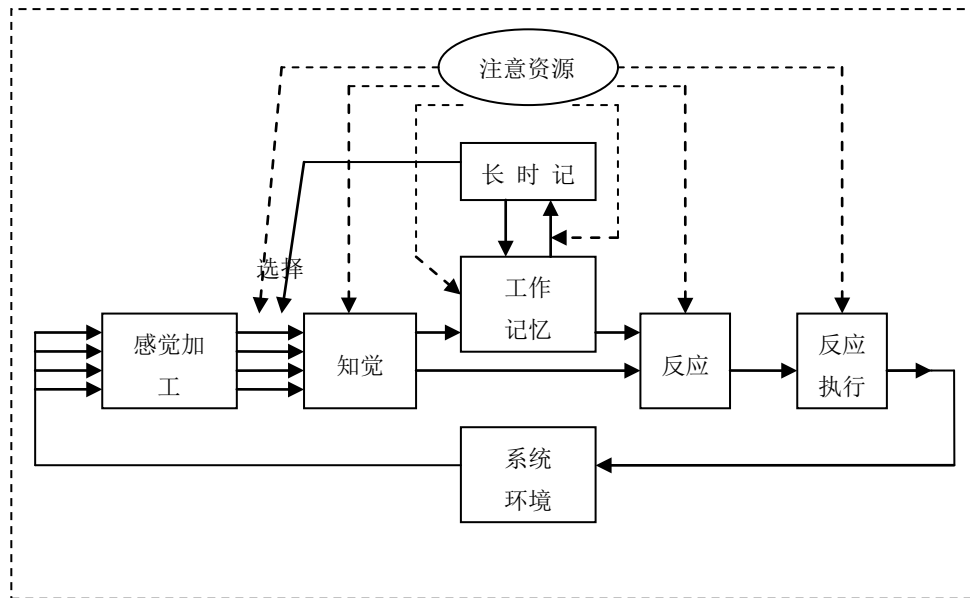 注意资源
长 时 记
选择
工作
记忆
感觉加
工
知觉
反应
反应
执行
系统
环境